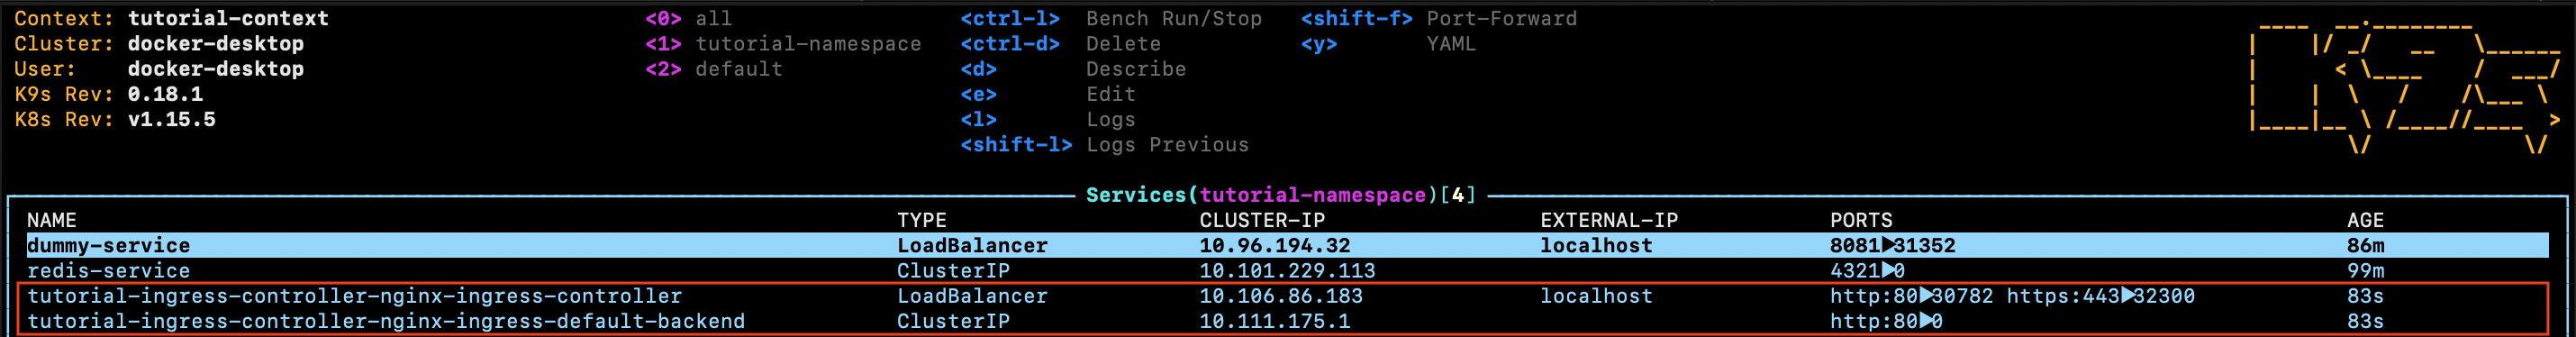 Context: tutorial-context <0> all <ctrl-l> Bench Run/Stop <shift-f> Port-Forward
Cluster: docker-desktop <1> tutorial-namespace <ctrl-d> Delete <y> YAML
User: docker-desktop <2> default <d> Describe
K9s Rev: 0.18.1 <e> Edit
K8s Rev: v1.15.5 <l> Logs
<shift-l> Logs Previous
K9s
Services(tutorial-namespace)[4]
NAME TYPE CLUSTER-IP EXTERNAL-IP PORTS AGE
dummy-service LoadBalancer 10.96.194.32 localhost 8081►31352 86m
redis-service ClusterIP 10.101.229.113 4321►0 99m
tutorial-ingress-controller-nginx-ingress-controller LoadBalancer 10.106.86.183 localhost http:80►30782 https:443►32300 83s
tutorial-ingress-controller-nginx-ingress-default-backend ClusterIP 10.111.175.1 http:80►0 83s